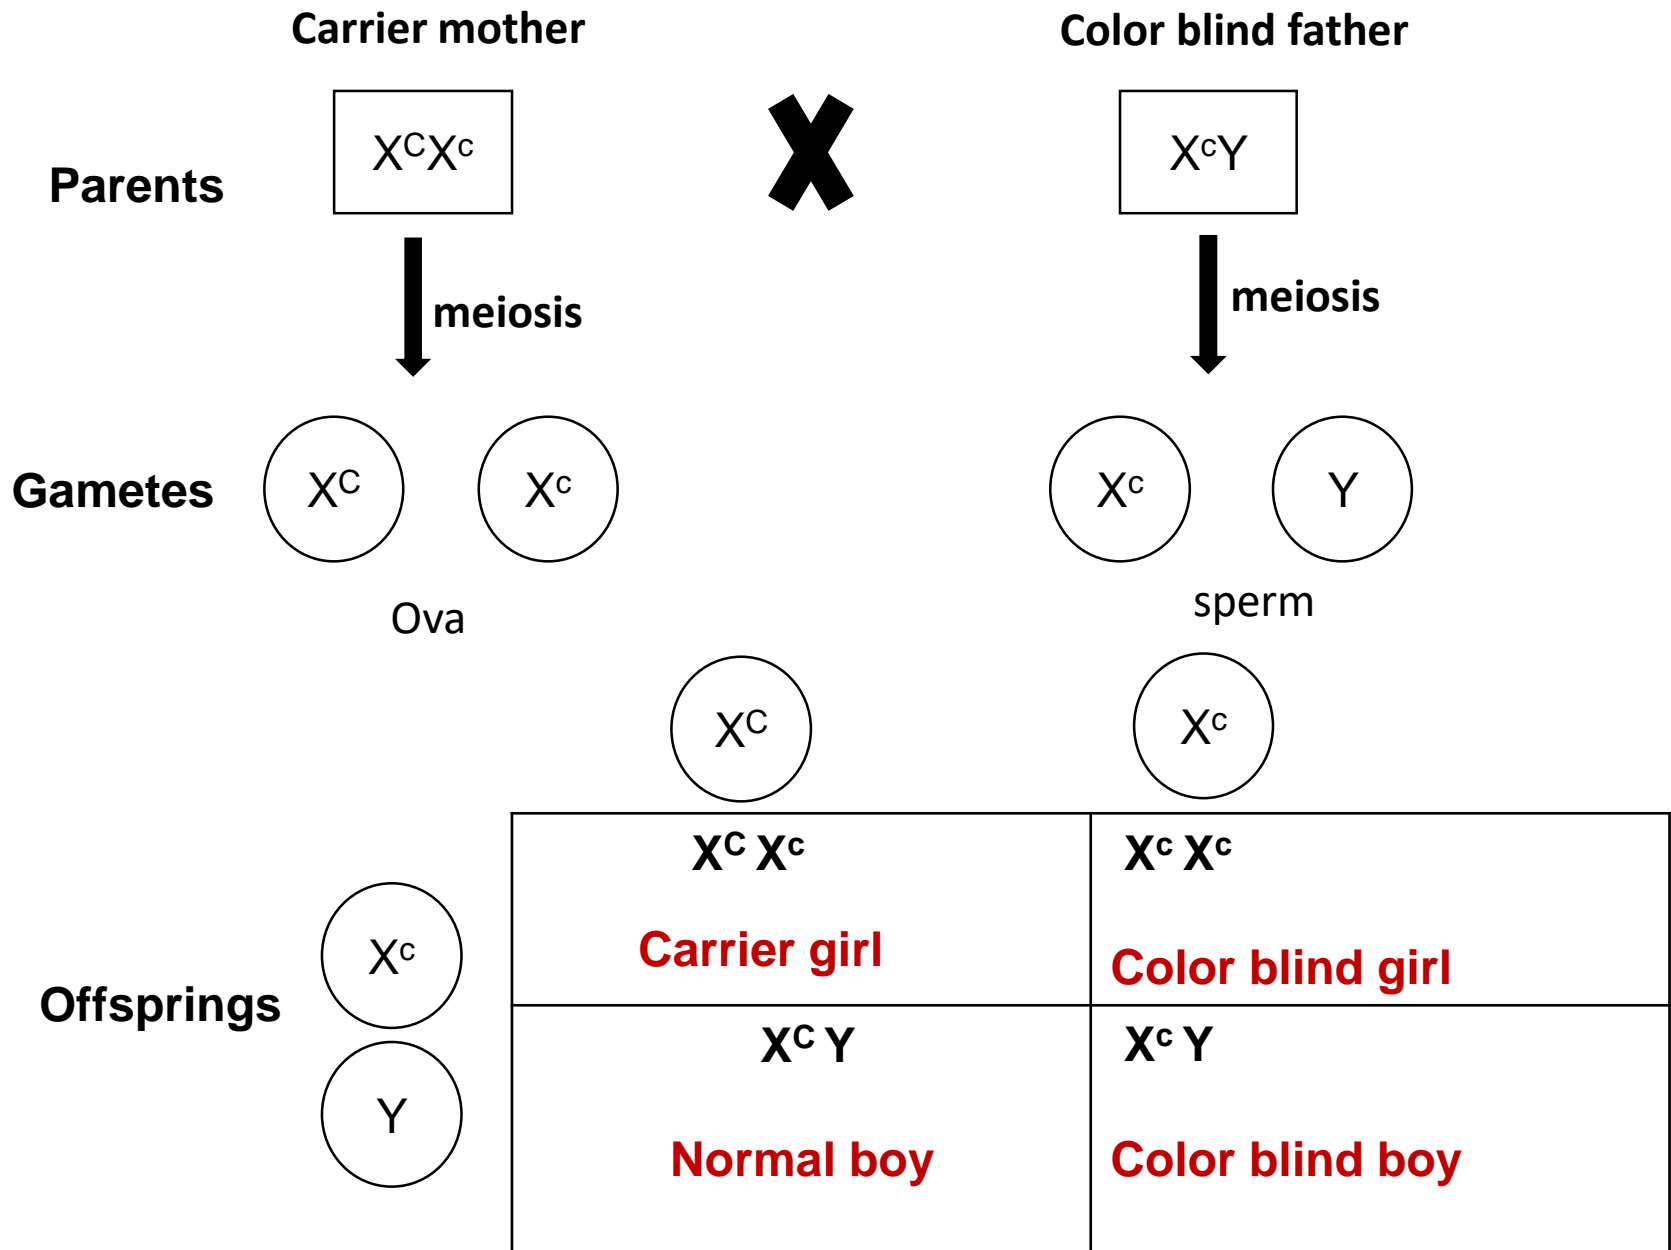 Carrier mother
Color blind father
Parents
XᶜXᶜ
XᶜY
meiosis
meiosis
Gametes
Xᶜ
Xᶜ
Xᶜ
Y
Ova
sperm
Xᶜ
Xᶜ
Offsprings
Xᶜ
Y
Xᶜ Xᶜ
Carrier girl
Xᶜ Xᶜ
Color blind girl
Xᶜ Y
Normal boy
Xᶜ Y
Color blind boy